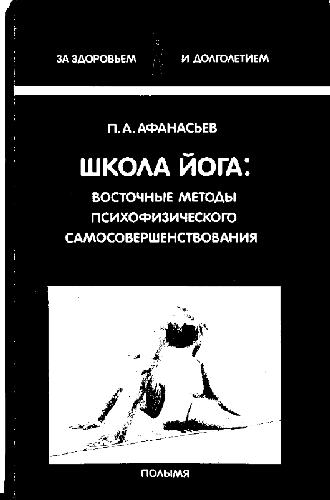 ЗА ЗДОРОВЬЕМ И ДОЛГОЛЕТИЕМ
П. А. АФАНАСЬЕВ
ШКОЛА ЙОГА:
ВОСТОЧНЫЕ МЕТОДЫ
ПСИХОФИЗИЧЕСКОГО
САМОСОВЕРШЕНСТВОВАНИЯ
ПОЛЫМЯ